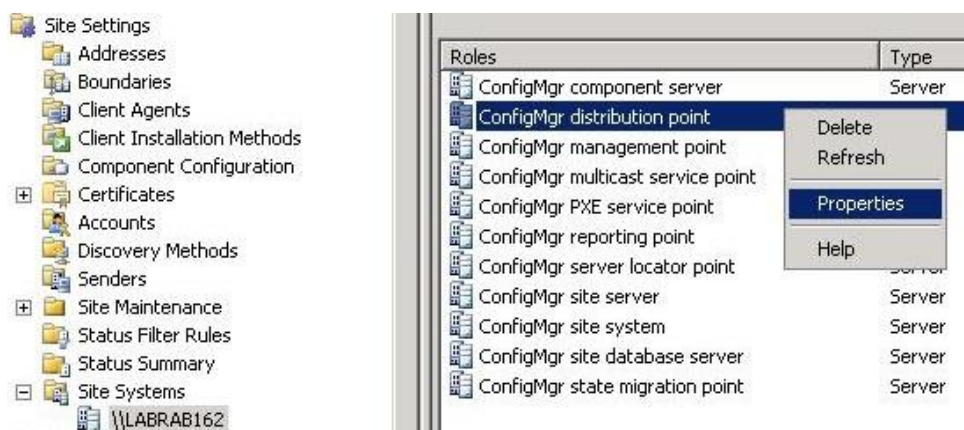 Site Settings
Addresses
Boundaries
Client Agents
Client Installation Methods
Component Configuration
Certificates
Accounts
Discovery Methods
Senders
Site Maintenance
Status Filter Rules
Status Summary
Site Systems
\\LABRAB162
Roles Type
ConfigMgr component server Server
ConfigMgr distribution point
ConfigMgr management point
ConfigMgr multicast service point
ConfigMgr PXE service point
ConfigMgr reporting point
ConfigMgr server locator point
ConfigMgr site server Server
ConfigMgr site system Server
ConfigMgr site database server Server
ConfigMgr state migration point Server
Delete
Refresh
Properties
Help